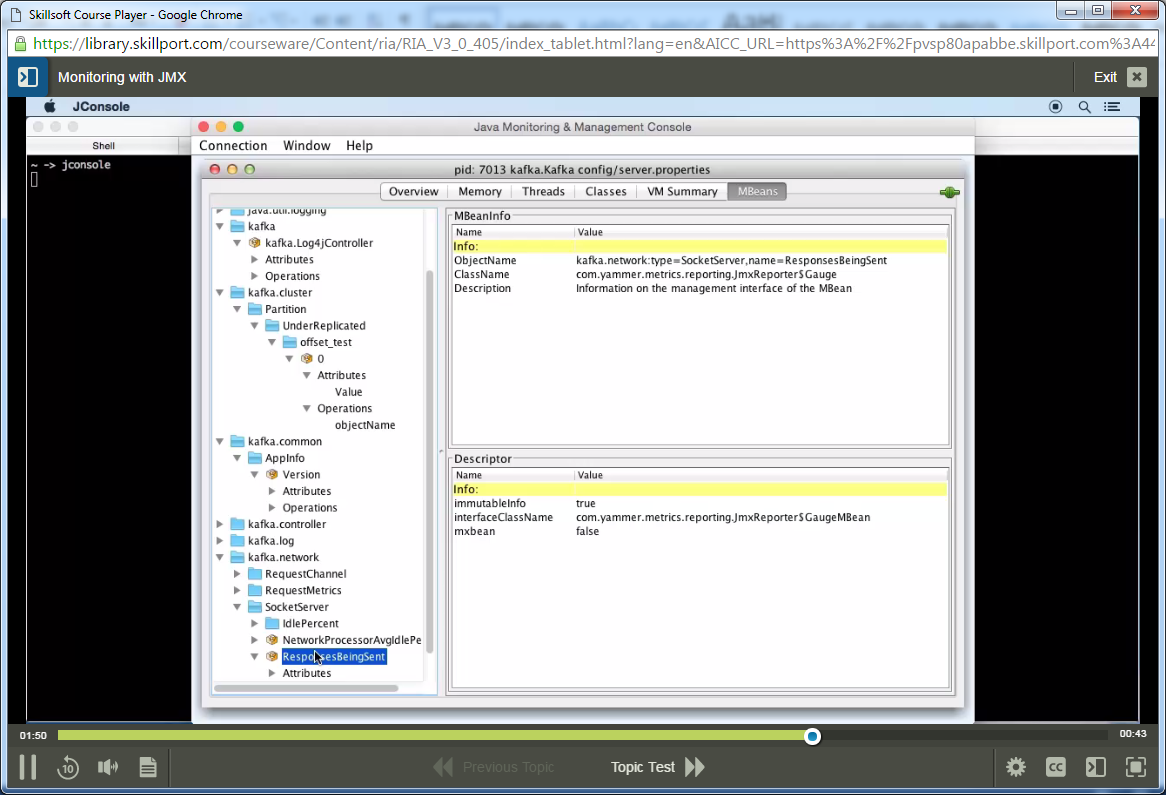 Skillsoft Course Player - Google Chrome
https://library.skillport.com/courseware/Content/ria/RIA_V3_0_405/index_tablet.html?lang=en&AICC_URL=https%3A%2F%2Fpvsp80apabbe.skillport.com%3A44
Monitoring with JMX
Exit
JConsole
Java Monitoring & Management Console
Shell
Connection Window Help
~ -> jconsole
pid: 7013 kafka.Kafka config/server.properties
Overview Memory Threads Classes VM Summary MBeans
java.util.logging
kafka
kafka.Log4jController
Attributes
Operations
kafka.cluster
Partition
UnderReplicated
offset_test
0
Attributes
Value
Operations
objectName
kafka.common
AppInfo
Version
Attributes
Operations
kafka.controller
kafka.log
kafka.network
RequestChannel
RequestMetrics
SocketServer
IdlePercent
NetworkProcessorAvgIdlePe
ResponsesBeingSent
Attributes
MBeanInfo
Name Value
Info:
ObjectName kafka.network:type=SocketServer,name=ResponsesBeingSent
ClassName com.yammer.metrics.reporting.JmxReporter$Gauge
Description Information on the management interface of the MBean
Descriptor
Name Value
Info:
immutableInfo true
interfaceClassName com.yammer.metrics.reporting.JmxReporter$GaugeMBean
mxbean false
01:50
00:43
10
Previous Topic
Topic Test
CC